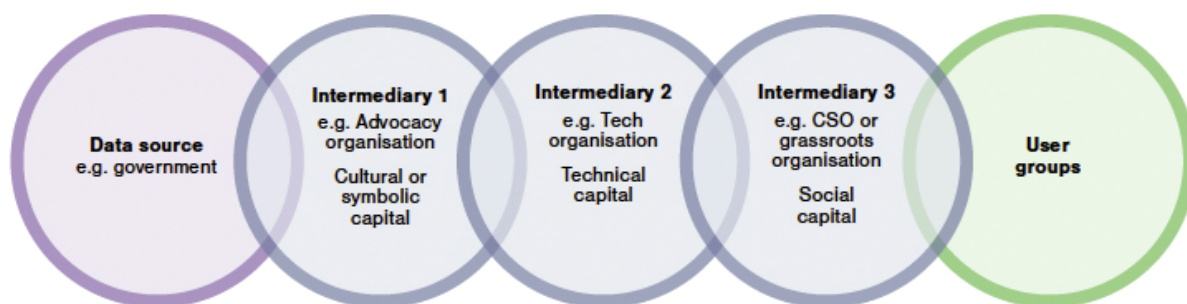 Data source
e.g. government
Intermediary 1
e.g. Advocacy
organisation
Cultural or
symbolic
capital
Intermediary 2
e.g. Tech
organisation
Technical
capital
Intermediary 3
e.g. CSO or
grassroots
organisation
Social
capital
User
groups